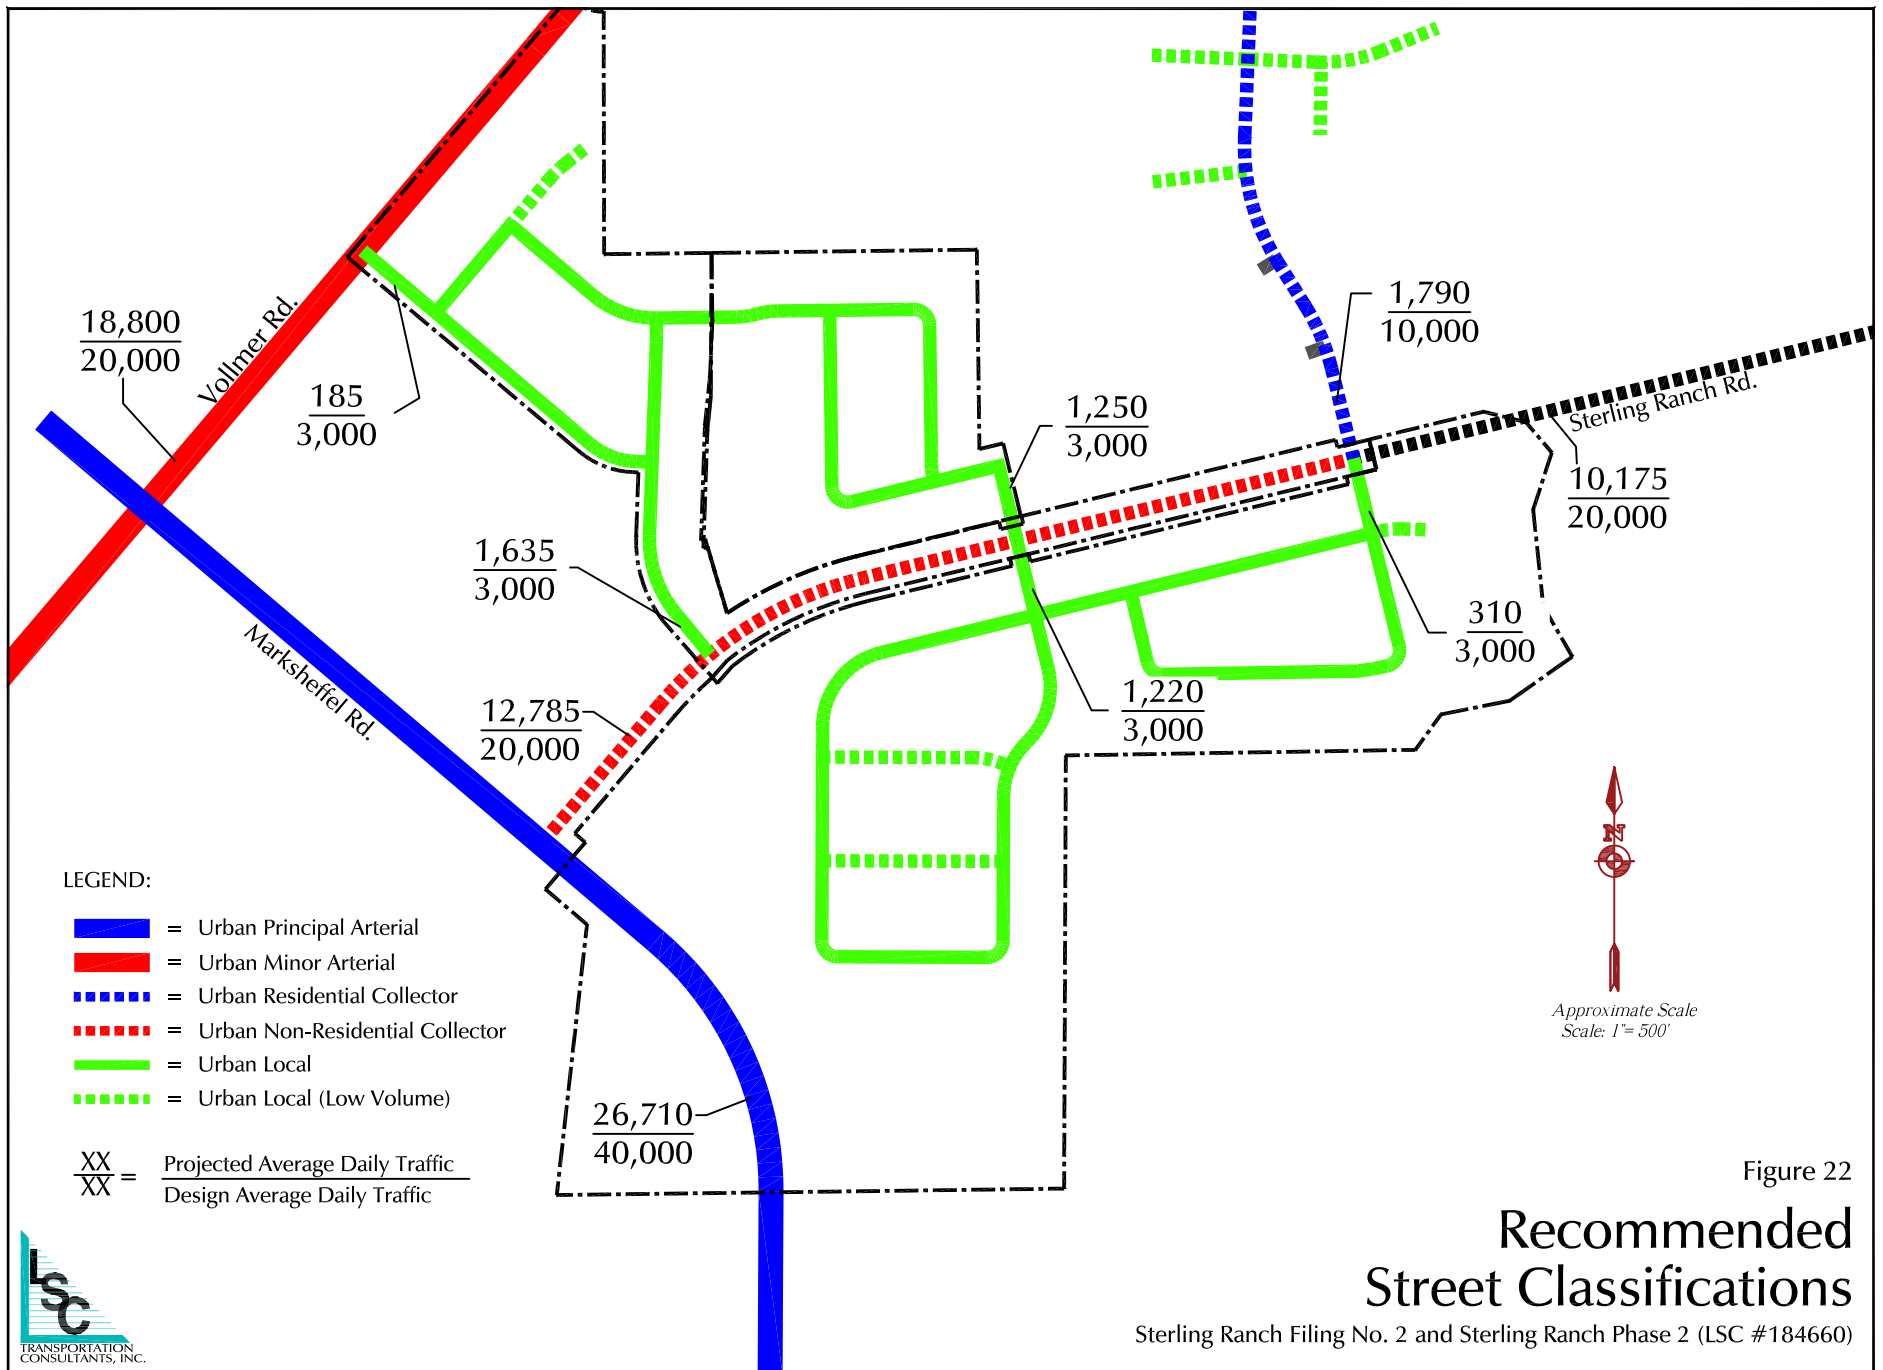 18,800
20,000
Vollmer Rd.
185
3,000
1,790
10,000
1,250
3,000
Sterling Ranch Rd.
10,175
20,000
1,635
3,000
310
3,000
Marksheffel Rd.
12,785
20,000
1,220
3,000
N
Approximate Scale
Scale: 1"= 500'
LEGEND:
= Urban Principal Arterial
= Urban Minor Arterial
= Urban Residential Collector
= Urban Non-Residential Collector
= Urban Local
= Urban Local (Low Volume)
XX
XX
= Projected Average Daily Traffic
Design Average Daily Traffic
26,710
40,000
Figure 22
Recommended
Street Classifications
Sterling Ranch Filing No. 2 and Sterling Ranch Phase 2 (LSC #184660)
LSC
TRANSPORTATION
CONSULTANTS, INC.